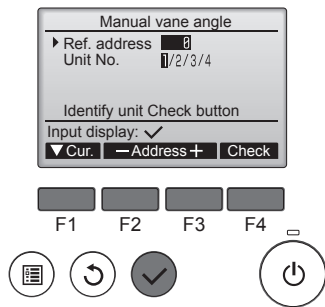 Manual vane angle
Ref. address 0
Unit No. 1/2/3/4
Identify unit Check button
Input display: ✓
▼Cur. －Address＋ Check
F1 F2 F3 F4